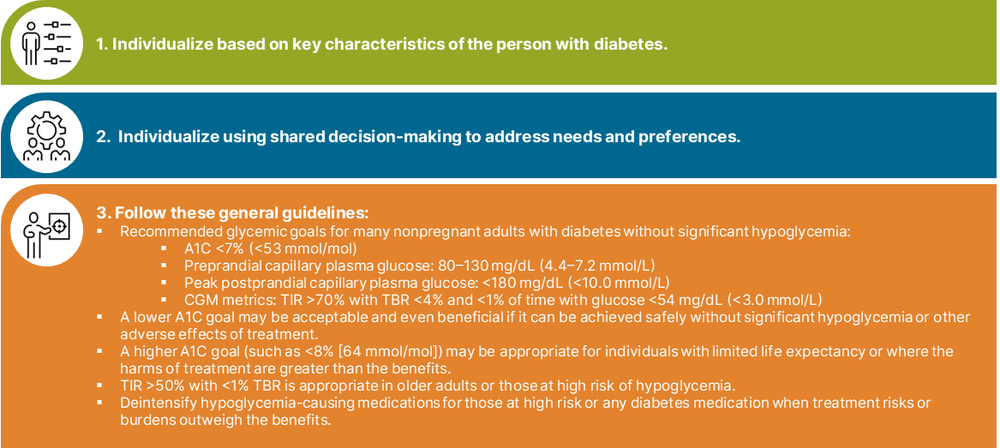 1. Individualize based on key characteristics of the person with diabetes.
2. Individualize using shared decision-making to address needs and preferences.
3. Follow these general guidelines:
▪ Recommended glycemic goals for many nonpregnant adults with diabetes without significant hypoglycemia:
▪ A1C <7% (<53 mmol/mol)
▪ Preprandial capillary plasma glucose: 80–130 mg/dL (4.4–7.2 mmol/L)
▪ Peak postprandial capillary plasma glucose: <180 mg/dL (<10.0 mmol/L)
▪ CGM metrics: TIR >70% with TBR <4% and <1% of time with glucose <54 mg/dL (<3.0 mmol/L)
▪ A lower A1C goal may be acceptable and even beneficial if it can be achieved safely without significant hypoglycemia or other
adverse effects of treatment.
▪ A higher A1C goal (such as <8% [64 mmol/mol]) may be appropriate for individuals with limited life expectancy or where the
harms of treatment are greater than the benefits.
▪ TIR >50% with <1% TBR is appropriate in older adults or those at high risk of hypoglycemia.
▪ Deintensify hypoglycemia-causing medications for those at high risk or any diabetes medication when treatment risks or
burdens outweigh the benefits.